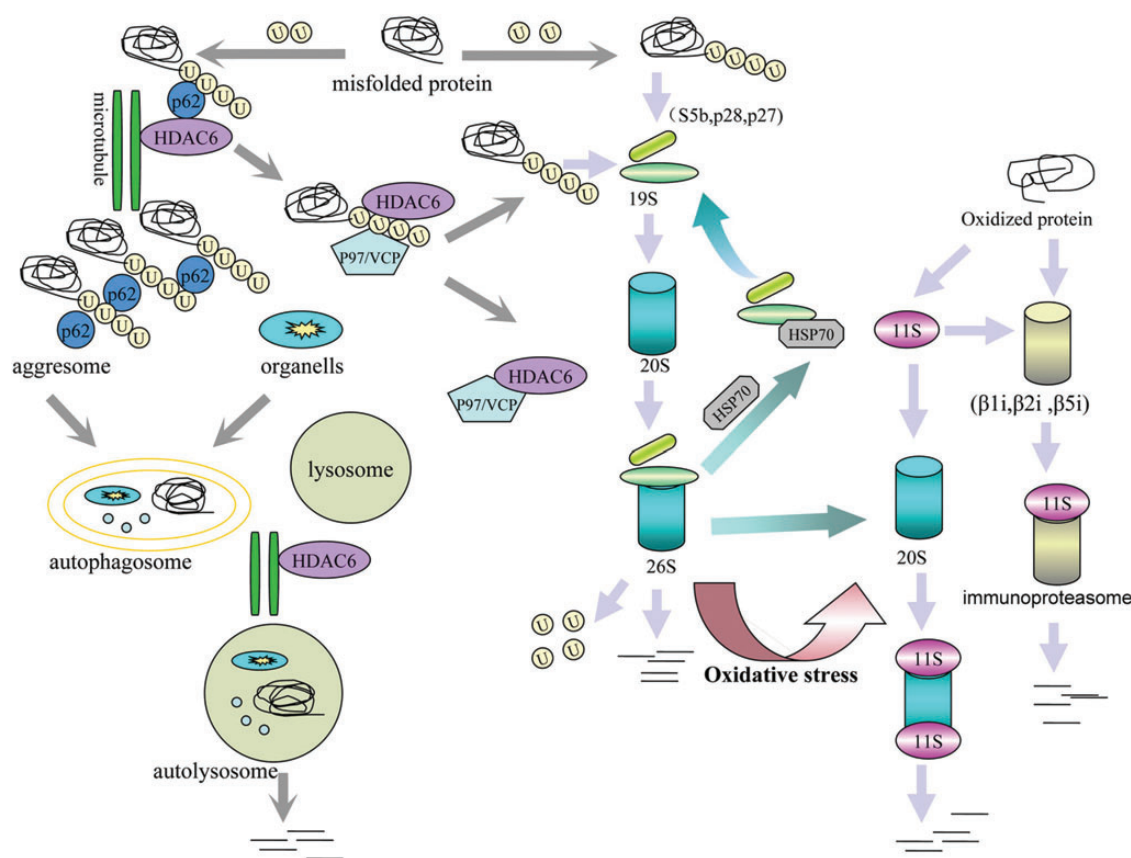 U U
U U
misfolded protein
U U U U
U U U U
p62
HDAC6
microtubule
(S5b,p28,p27)
U U U U
19S
HDAC6
U U U U
P97/VCP
Oxidized protein
U U U U
U U U U
U U U U
p62
p62
p62
aggresome
organells
20S
HSP70
11S
HDAC6
P97/VCP
HSP70
(β1i,β2i ,β5i)
lysosome
11S
autophagosome
HDAC6
26S
20S
immunoproteasome
U U
U U
Oxidative stress
11S
11S
autolysosome